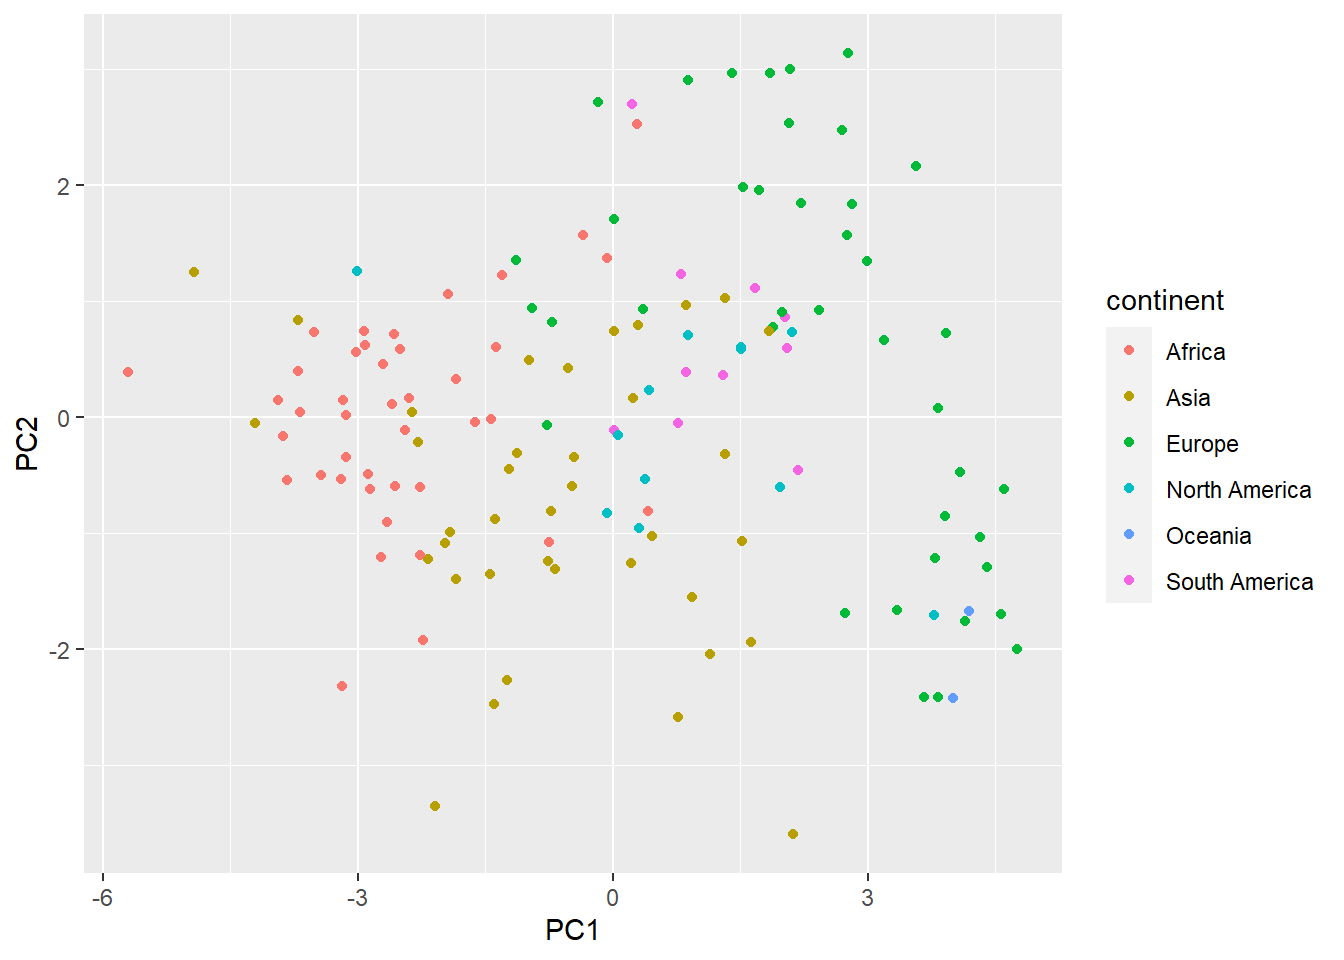 2
0
-2
PC2
-6
-3
0
3
PC1
continent
Africa
Asia
Europe
North America
Oceania
South America